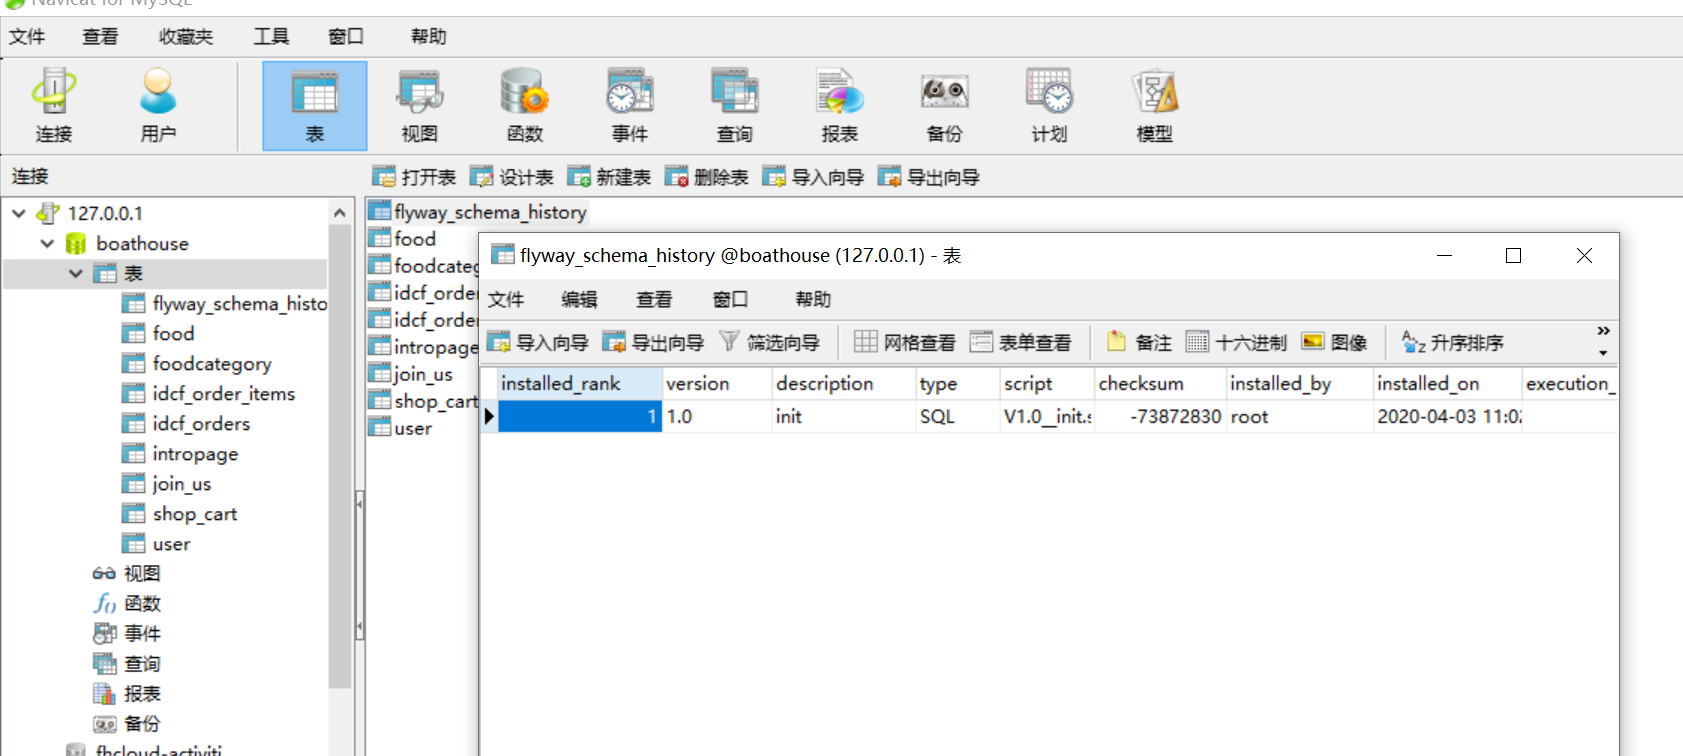 Navicat for MySQL
文件 查看 收藏夹 工具 窗口 帮助
连接 用户 表 视图 函数 事件 查询 报表 备份 计划 模型
连接 打开表 设计表 新建表 删除表 导入向导 导出向导
127.0.0.1
boathouse
表
flyway_schema_histo
food
foodcategory
idcf_order_items
idcf_orders
intropage
join_us
shop_cart
user
视图
函数
事件
查询
报表
备份
fhcloud-activiti
flyway_schema_history
food
foodcateg
idcf_order
idcf_order
intropage
join_us
shop_cart
user
flyway_schema_history @boathouse (127.0.0.1) - 表
文件 编辑 查看 窗口 帮助
导入向导 导出向导 筛选向导 网格查看 表单查看 备注 十六进制 图像 升序排序 »
installed_rank version description type script checksum installed_by installed_on execution_
1 1.0 init SQL V1.0__init.s -73872830 root 2020-04-03 11:02